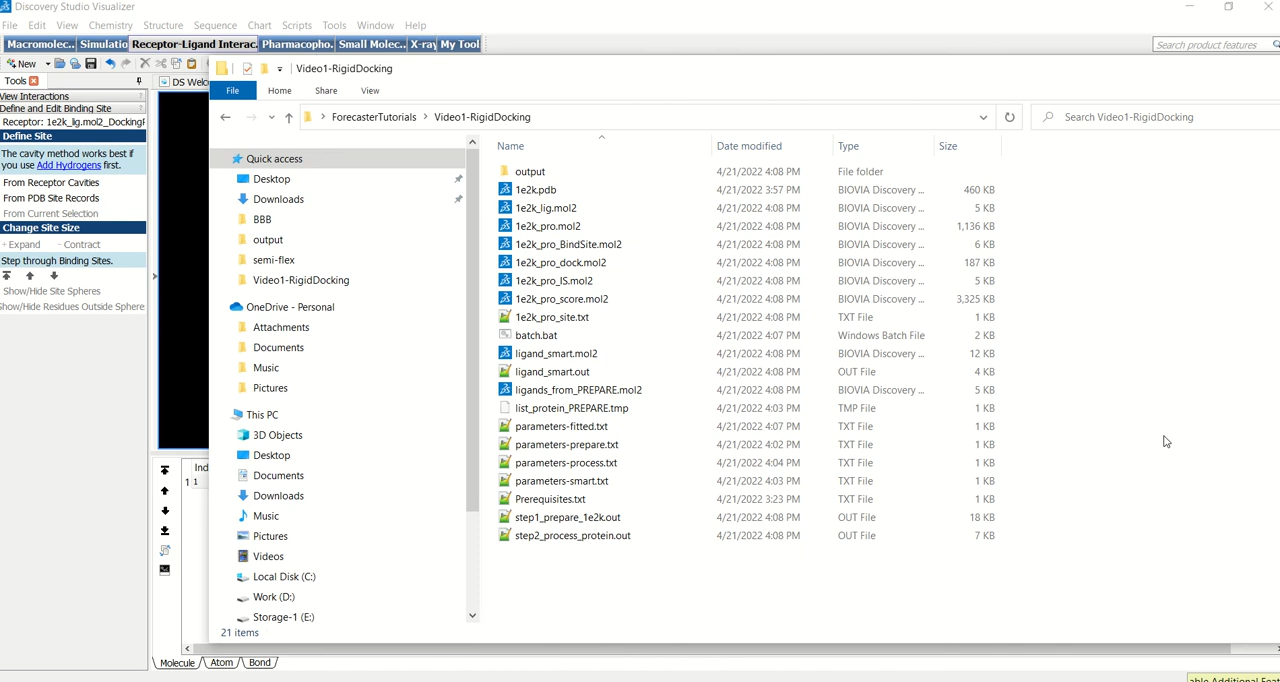 Discovery Studio Visualizer
File Edit View Chemistry Structure Sequence Chart Scripts Tools Window Help
Macromolec.. Simulatio Receptor-Ligand Interac. Pharmacopho. Small Molec.. X-ray My Tool
Search product features
New
Tools
DS Welco
View Interactions
Define and Edit Binding Site
Receptor: 1e2k_lig.mol2_DockingF
Define Site
The cavity method works best if
you use Add Hydrogens first.
From Receptor Cavities
From PDB Site Records
From Current Selection
Change Site Size
+ Expand - Contract
Step through Binding Sites.
Show/Hide Site Spheres
Show/Hide Residues Outside Sphere
Video1-RigidDocking
File Home Share View
ForecasterTutorials > Video1-RigidDocking
Search Video1-RigidDocking
Quick access
Desktop
Downloads
BBB
output
semi-flex
Video1-RigidDocking
OneDrive - Personal
Attachments
Documents
Music
Pictures
This PC
3D Objects
Desktop
Documents
Downloads
Music
Pictures
Videos
Local Disk (C:)
Work (D:)
Storage-1 (E:)
Name Date modified Type Size
output 4/21/2022 4:08 PM File folder
1e2k.pdb 4/21/2022 3:57 PM BIOVIA Discovery ... 460 KB
1e2k_lig.mol2 4/21/2022 4:08 PM BIOVIA Discovery ... 5 KB
1e2k_pro.mol2 4/21/2022 4:08 PM BIOVIA Discovery ... 1,136 KB
1e2k_pro_BindSite.mol2 4/21/2022 4:08 PM BIOVIA Discovery ... 6 KB
1e2k_pro_dock.mol2 4/21/2022 4:08 PM BIOVIA Discovery ... 187 KB
1e2k_pro_IS.mol2 4/21/2022 4:08 PM BIOVIA Discovery ... 5 KB
1e2k_pro_score.mol2 4/21/2022 4:08 PM BIOVIA Discovery ... 3,325 KB
1e2k_pro_site.txt 4/21/2022 4:08 PM TXT File 1 KB
batch.bat 4/21/2022 4:07 PM Windows Batch File 2 KB
ligand_smart.mol2 4/21/2022 4:08 PM BIOVIA Discovery ... 12 KB
ligand_smart.out 4/21/2022 4:08 PM OUT File 4 KB
ligands_from_PREPARE.mol2 4/21/2022 4:08 PM BIOVIA Discovery ... 5 KB
list_protein_PREPARE.tmp 4/21/2022 4:03 PM TMP File 1 KB
parameters-fitted.txt 4/21/2022 4:07 PM TXT File 1 KB
parameters-prepare.txt 4/21/2022 4:02 PM TXT File 1 KB
parameters-process.txt 4/21/2022 4:04 PM TXT File 1 KB
parameters-smart.txt 4/21/2022 4:03 PM TXT File 1 KB
Prerequisites.txt 4/21/2022 3:23 PM TXT File 1 KB
step1_prepare_1e2k.out 4/21/2022 4:08 PM OUT File 18 KB
step2_process_protein.out 4/21/2022 4:08 PM OUT File 7 KB
21 items
Ind
1 1
Molecule Atom Bond
able Additional Feat